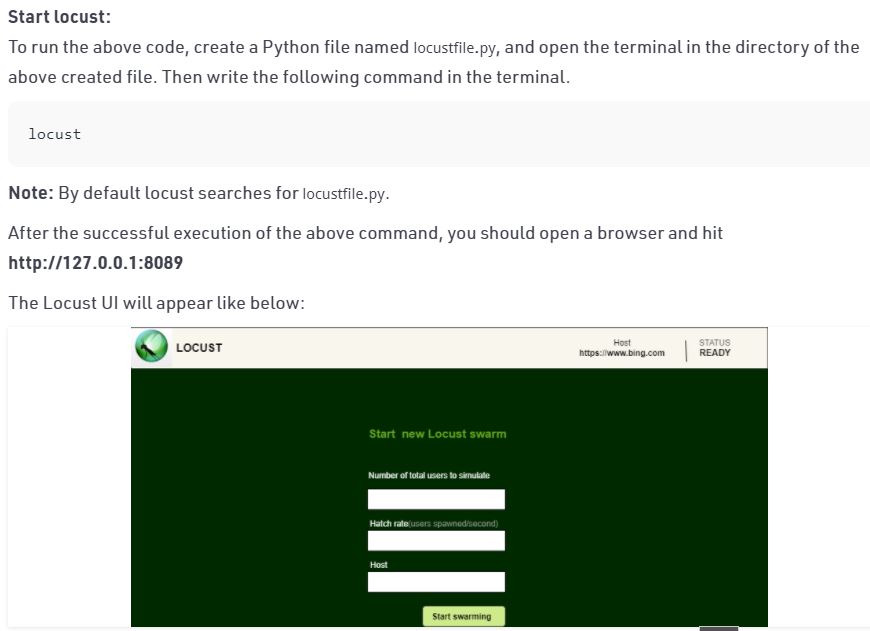 Start locust:
To run the above code, create a Python file named locustfile.py, and open the terminal in the directory of the
above created file. Then write the following command in the terminal.
locust
Note: By default locust searches for locustfile.py.
After the successful execution of the above command, you should open a browser and hit
http://127.0.0.1:8089
The Locust UI will appear like below:
LOCUST
Host
https://www.bing.com
STATUS
READY
Start new Locust swarm
Number of total users to simulate
Hatch rate(users spawned/second)
Host
Start swarming